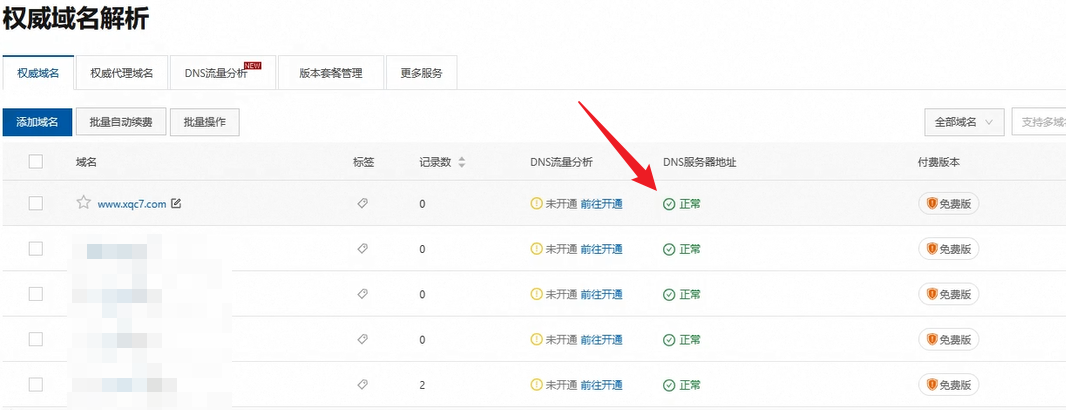 权威域名解析
权威域名 权威代理域名 DNS流量分析 NEW 版本套餐管理 更多服务
添加域名 批量自动续费 批量操作 全部域名 支持多域
域名 标签 记录数 DNS流量分析 DNS服务器地址 付费版本
www.xqc7.com 0 未开通 前往开通 正常 免费版
0 未开通 前往开通 正常 免费版
0 未开通 前往开通 正常 免费版
0 未开通 前往开通 正常 免费版
2 未开通 前往开通 正常 免费版